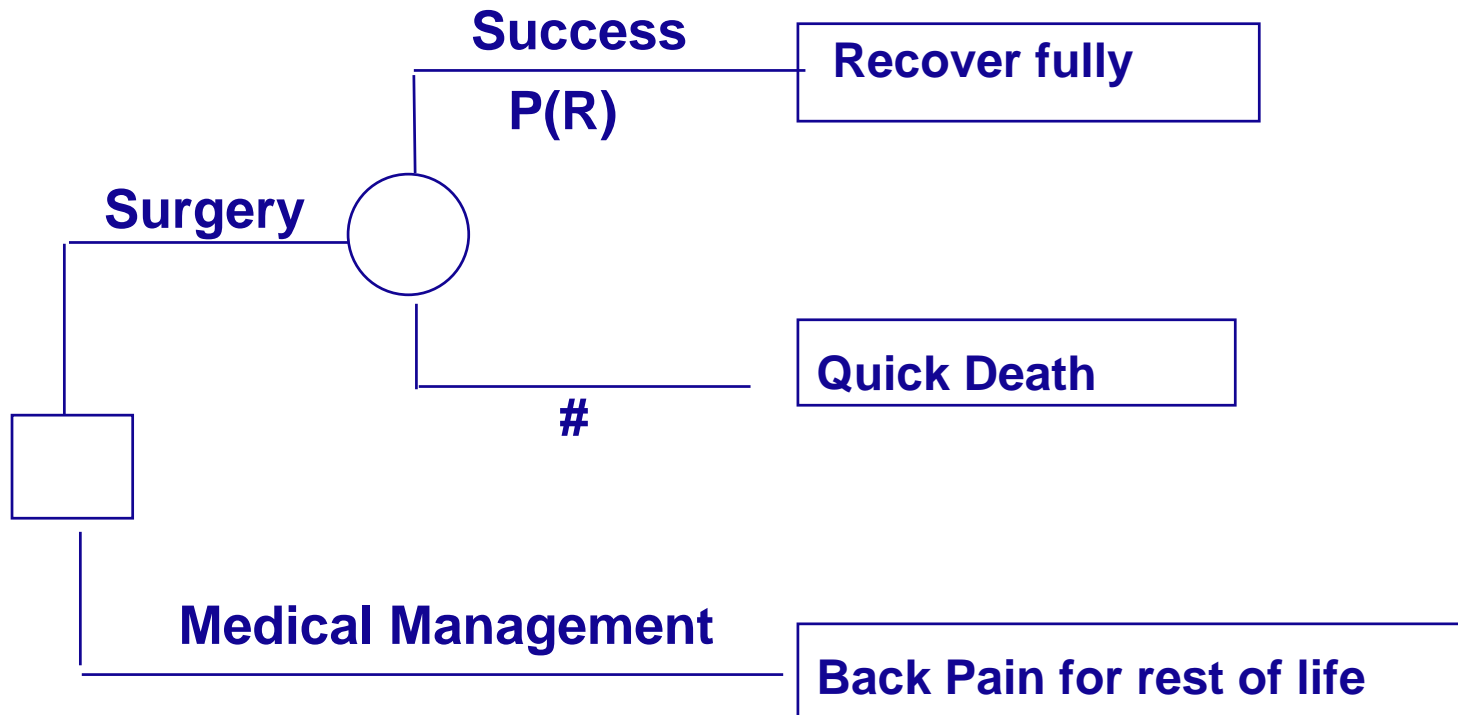 Success
Recover fully
P(R)
Surgery
Quick Death
#
Medical Management
Back Pain for rest of life